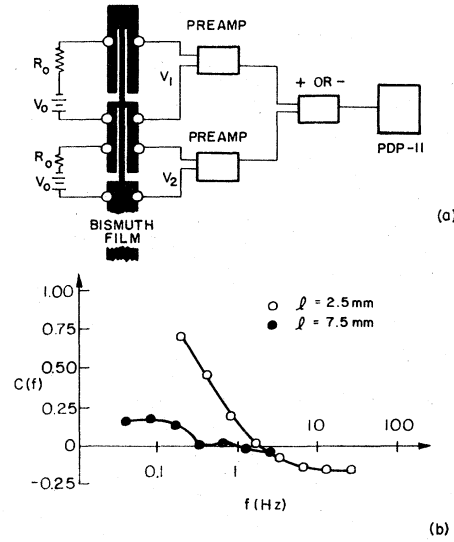 PREAMP
R₀
V₀
V₁
+ OR -
PREAMP
PDP-11
R₀
V₀
V₂
BISMUTH
FILM
(a)
1.00
0.75
0.50
0.25
0
-0.25
C(f)
○ ℓ = 2.5 mm
● ℓ = 7.5 mm
0.1
1
10
100
f(Hz)
(b)